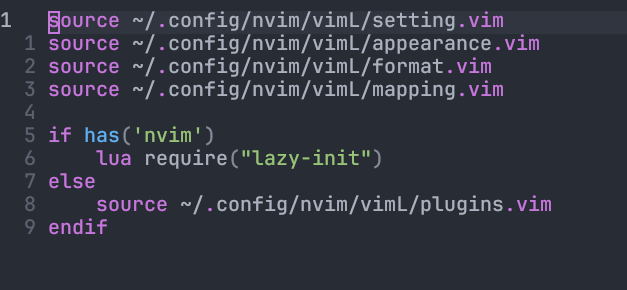 1 source ~/.config/nvim/vimL/setting.vim
1 source ~/.config/nvim/vimL/appearance.vim
2 source ~/.config/nvim/vimL/format.vim
3 source ~/.config/nvim/vimL/mapping.vim
4
5 if has('nvim')
6     lua require("lazy-init")
7 else
8     source ~/.config/nvim/vimL/plugins.vim
9 endif